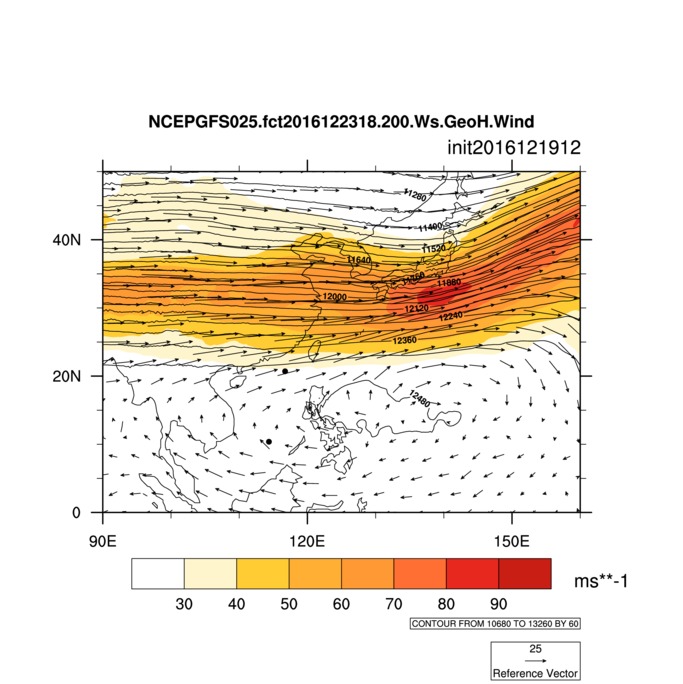 NCEPGFS025.fct2016122318.200.Ws.GeoH.Wind
init2016121912
11280
11400
11520
40N
11640
11760
11880
12000
12120
12240
12360
20N
12480
0
90E 120E 150E
30 40 50 60 70 80 90 ms**-1
CONTOUR FROM 10680 TO 13260 BY 60
25
Reference Vector